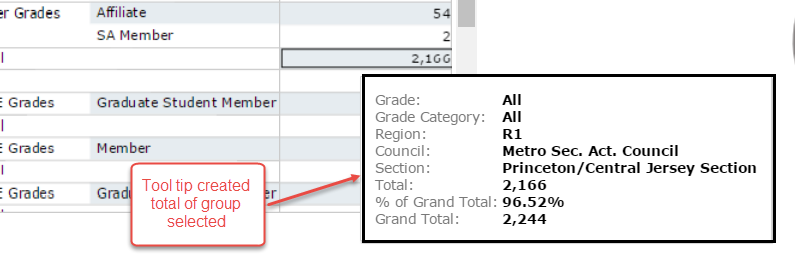 er Grades Affiliate 54
SA Member 2
l 2,166
E Grades Graduate Student Member
l
E Grades Member
l
E Grades Grad er
Tool tip created
total of group
selected
Grade: All
Grade Category: All
Region: R1
Council: Metro Sec. Act. Council
Section: Princeton/Central Jersey Section
Total: 2,166
% of Grand Total: 96.52%
Grand Total: 2,244